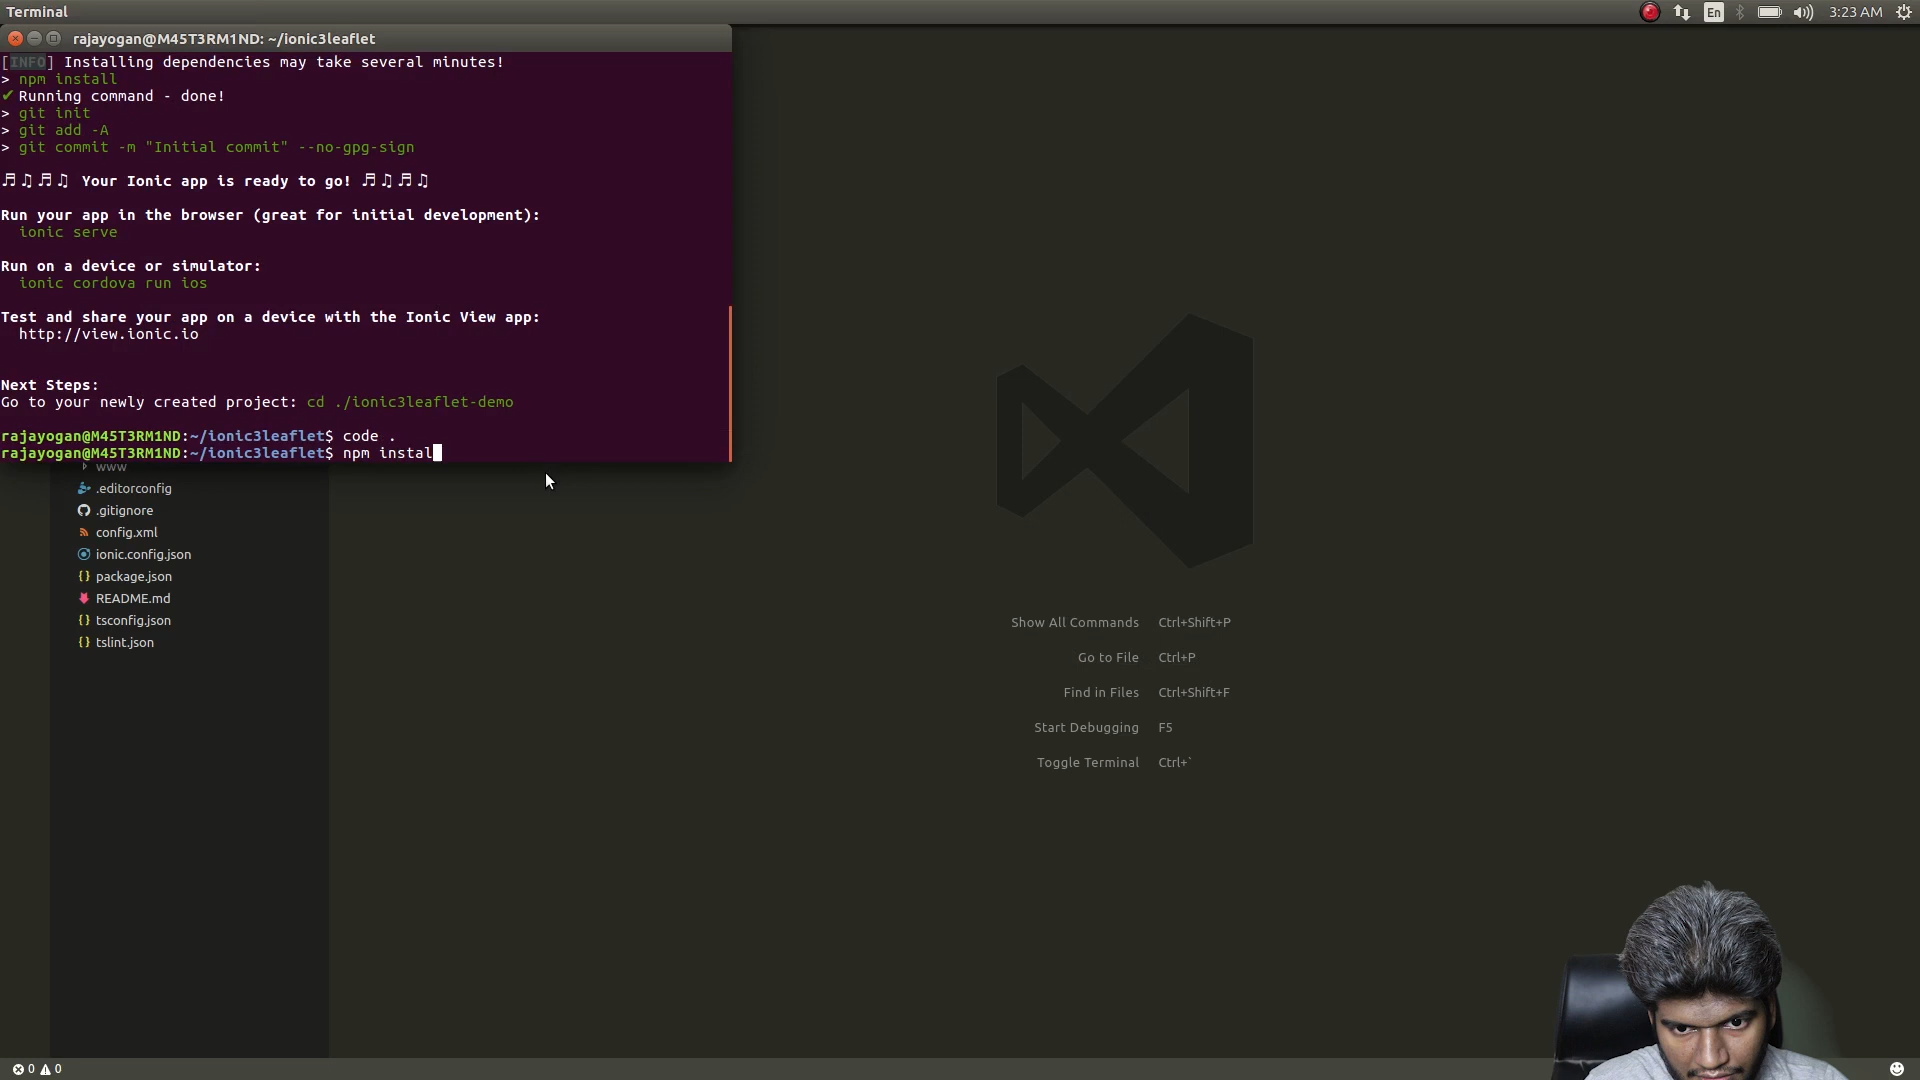 Terminal
En
3:23 AM
rajayogan@M45T3RM1ND: ~/ionic3leaflet
[INFO] Installing dependencies may take several minutes!
> npm install
✔ Running command - done!
> git init
> git add -A
> git commit -m "Initial commit" --no-gpg-sign
♬♫♬♫ Your Ionic app is ready to go! ♬♫♬♫
Run your app in the browser (great for initial development):
ionic serve
Run on a device or simulator:
ionic cordova run ios
Test and share your app on a device with the Ionic View app:
http://view.ionic.io
Next Steps:
Go to your newly created project: cd ./ionic3leaflet-demo
rajayogan@M45T3RM1ND:~/ionic3leaflet$ code .
rajayogan@M45T3RM1ND:~/ionic3leaflet$ npm instal
www
.editorconfig
.gitignore
config.xml
ionic.config.json
package.json
README.md
tsconfig.json
tslint.json
Show All Commands Ctrl+Shift+P
Go to File Ctrl+P
Find in Files Ctrl+Shift+F
Start Debugging F5
Toggle Terminal Ctrl+`
0 0